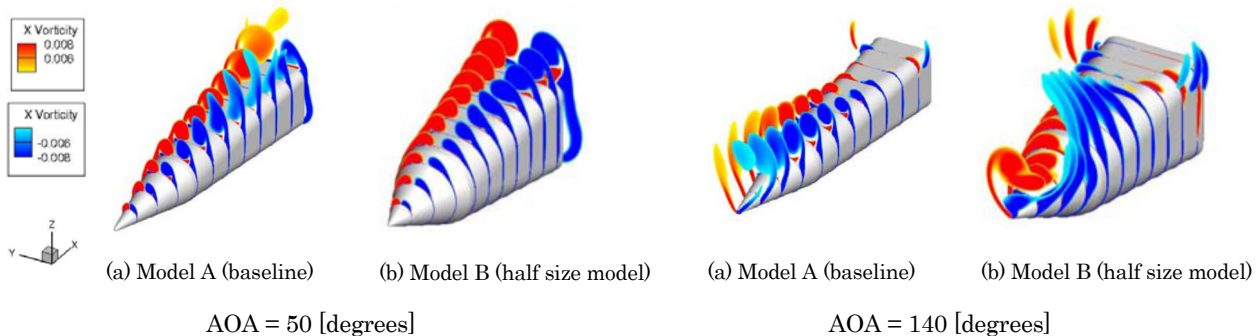 X Vorticity
0.008
0.006
X Vorticity
-0.006
-0.008
Z
Y
X
(a) Model A (baseline)
(b) Model B (half size model)
(a) Model A (baseline)
(b) Model B (half size model)
AOA = 50 [degrees]
AOA = 140 [degrees]